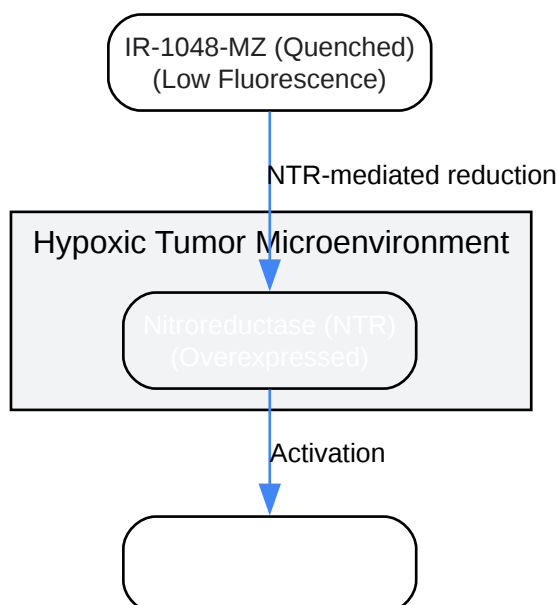 IR-1048-MZ (Quenched)
(Low Fluorescence)
NTR-mediated reduction
Hypoxic Tumor Microenvironment
Nitroreductase (NTR)
(Overexpressed)
Activation